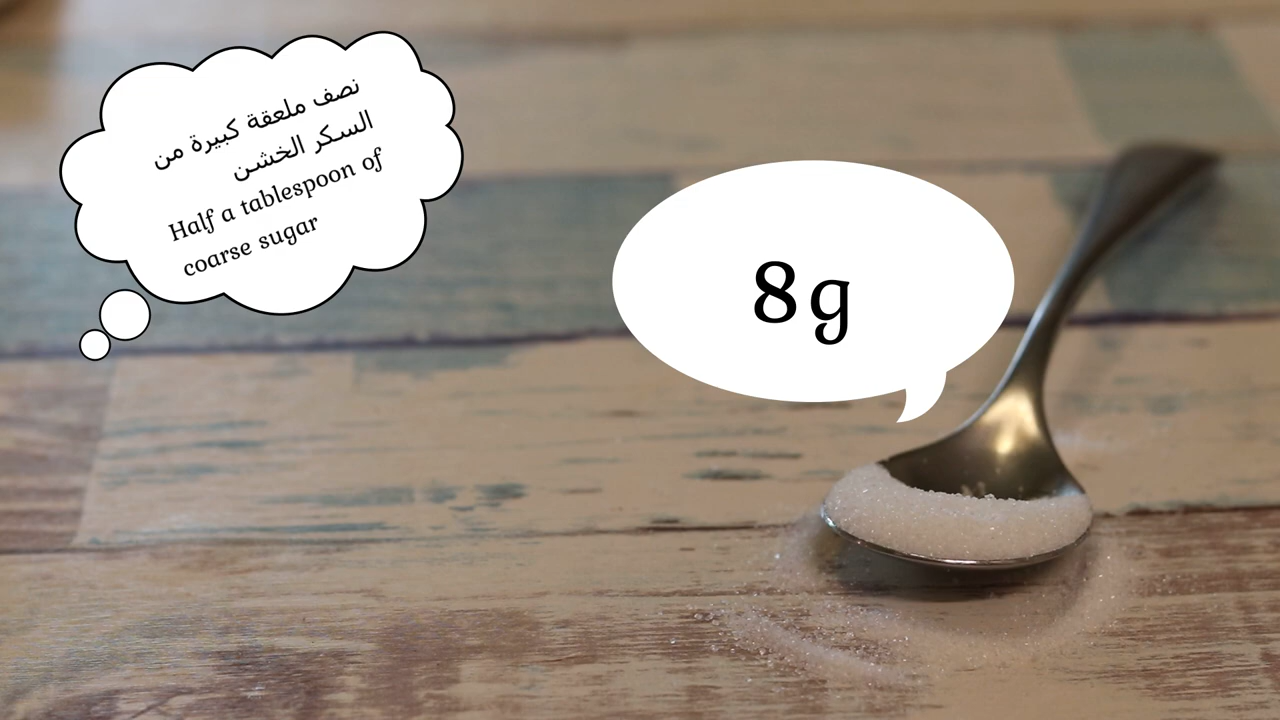 نصف ملعقة كبيرة من
السكر الخشن
Half a tablespoon of
coarse sugar
8g